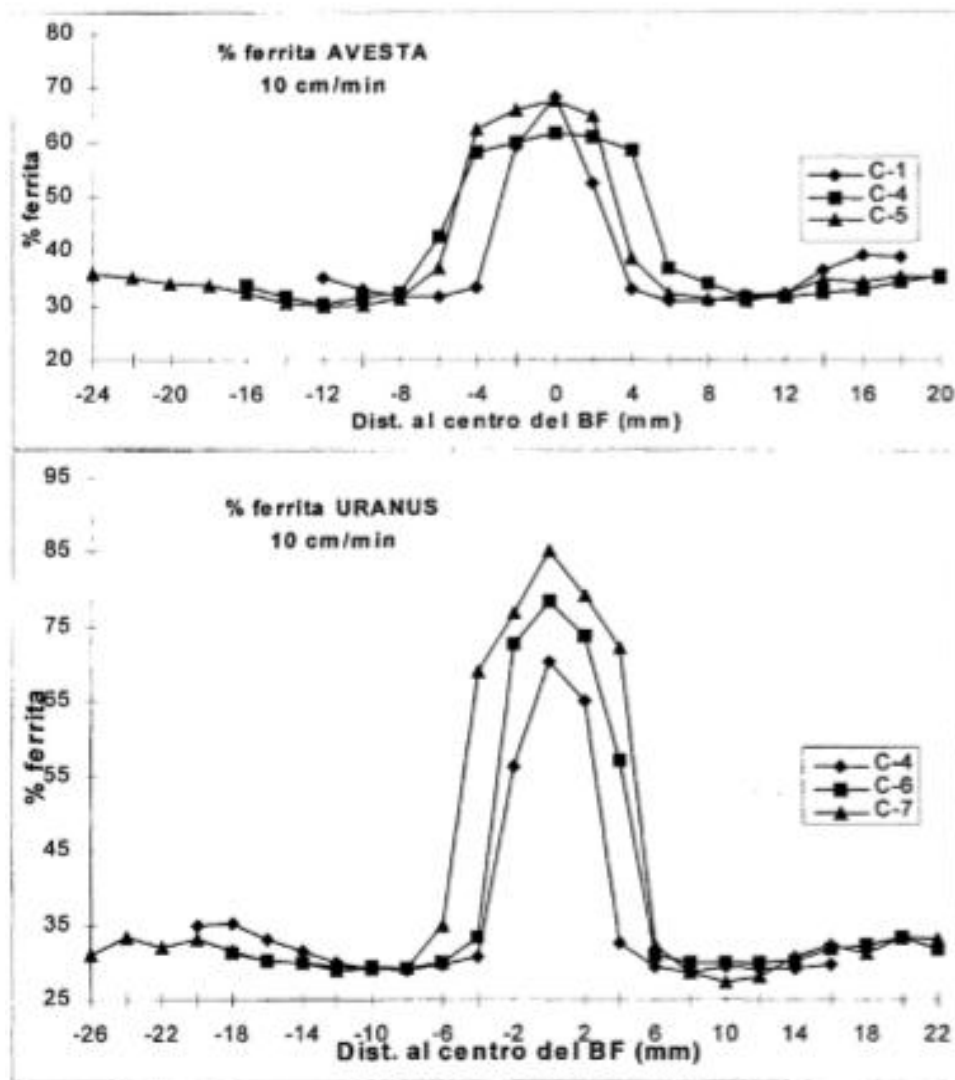 % ferrita AVESTA
10 cm/min
80
70
60
50
40
30
20
% ferrita
C-1
C-4
C-5
-24 -20 -16 -12 -8 -4 0 4 8 12 16 20
Dist. al centro del BF (mm)
% ferrita URANUS
10 cm/min
95
85
75
65
55
45
35
25
% ferrita
C-4
C-6
C-7
-26 -22 -18 -14 -10 -6 -2 2 6 10 14 18 22
Dist. al centro del BF (mm)